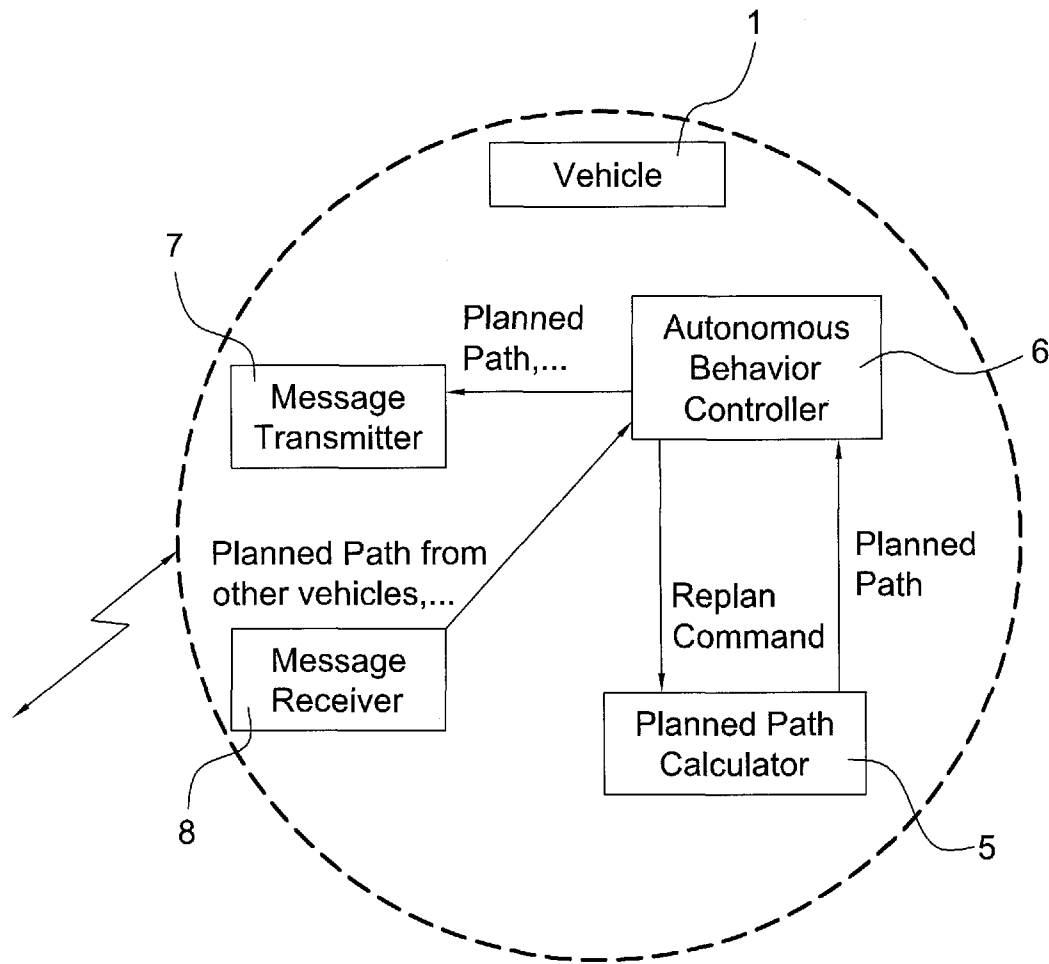 1
Vehicle
7
Planned
Path,...
Autonomous
Behavior
Controller
6
Message
Transmitter
Planned Path from
other vehicles,...
Replan
Command
Planned
Path
Message
Receiver
Planned Path
Calculator
8
5